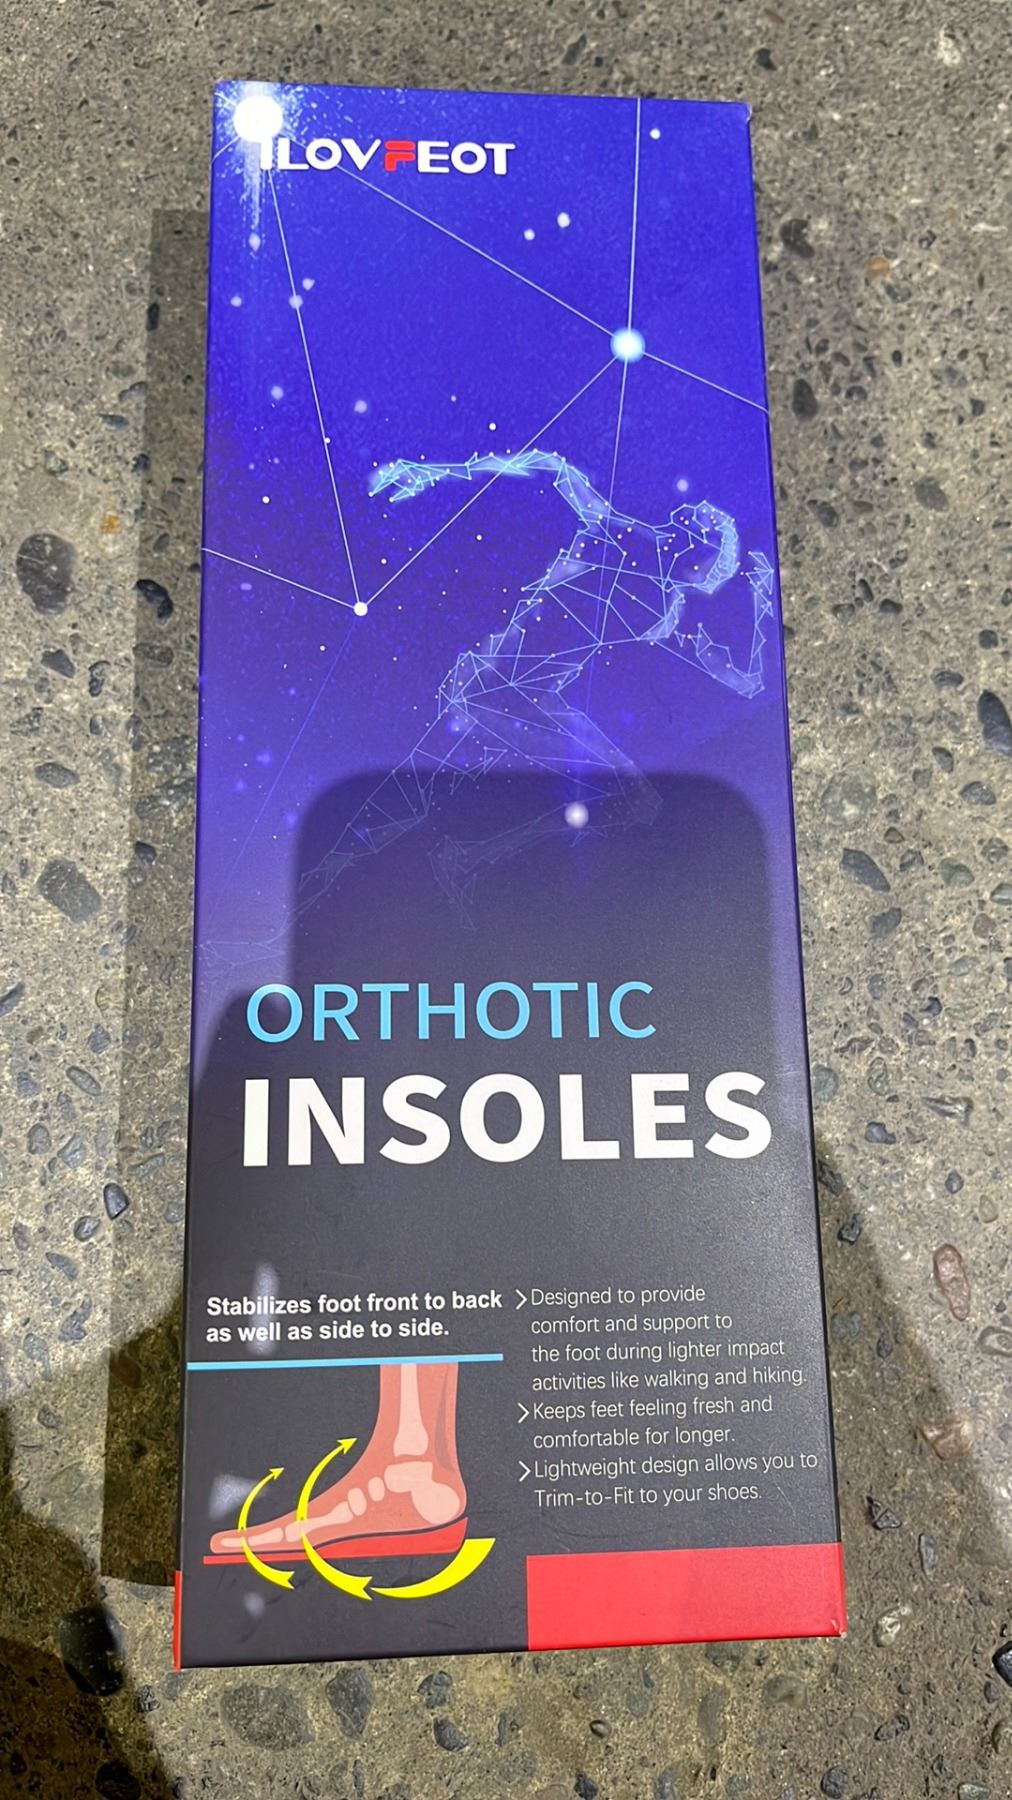 iLOVFEOT
ORTHOTIC
INSOLES
Stabilizes foot front to back
as well as side to side.
Designed to provide
comfort and support to
the foot during lighter impact
activities like walking and hiking.
Keeps feet feeling fresh and
comfortable for longer.
Lightweight design allows you to
Trim-to-Fit to your shoes.